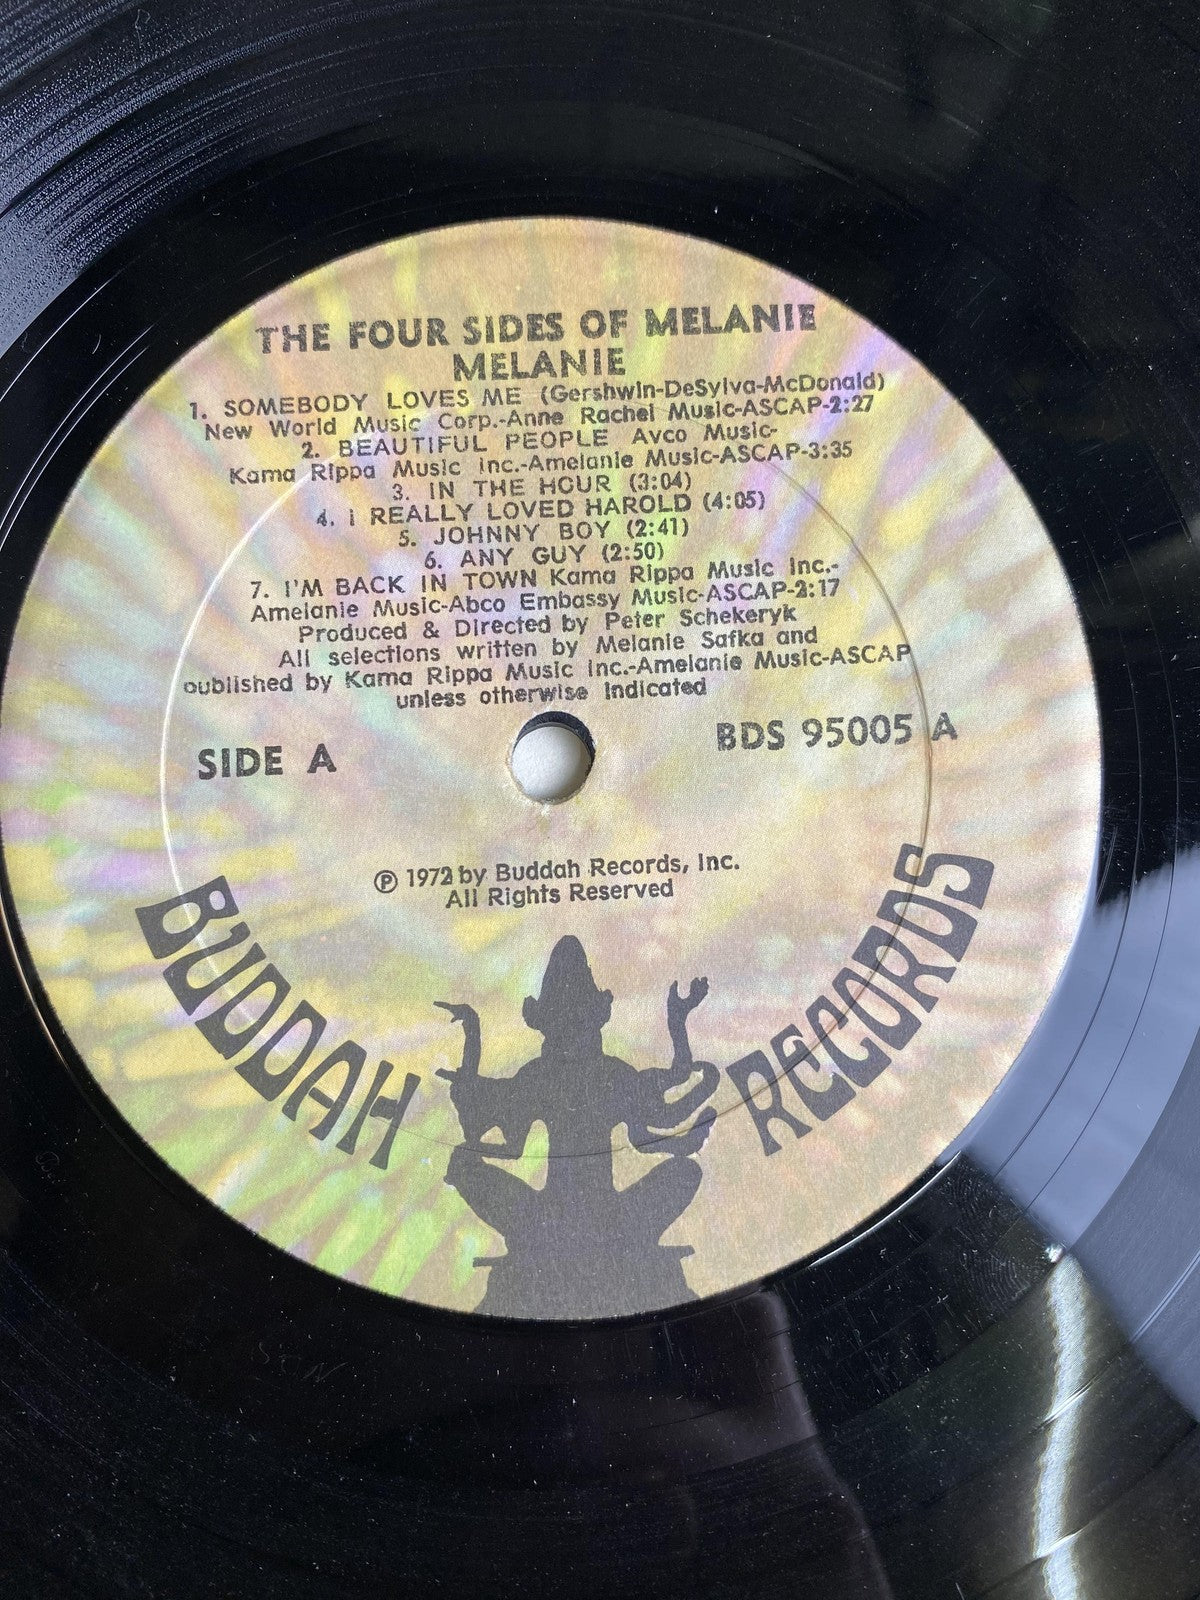 THE FOUR SIDES OF MELANIE
MELANIE
1. SOMEBODY LOVES ME (Gershwin-DeSylva-McDonald)
New World Music Corp.-Anne Rachel Music-ASCAP-2:27
2. BEAUTIFUL PEOPLE Avco Music-
Kama Rippa Music Inc.-Amelanie Music-ASCAP-3:35
3. IN THE HOUR (3:04)
4. I REALLY LOVED HAROLD (4:05)
5. JOHNNY BOY (2:41)
6. ANY GUY (2:50)
7. I'M BACK IN TOWN Kama Rippa Music Inc.-
Amelanie Music-Abco Embassy Music-ASCAP-2:17
Produced & Directed by Peter Schekeryk
All selections written by Melanie Safka and
published by Kama Rippa Music Inc.-Amelanie Music-ASCAP
unless otherwise indicated
SIDE A
BDS 95005 A
℗ 1972 by Buddah Records, Inc.
All Rights Reserved
BUDDAH RECORDS